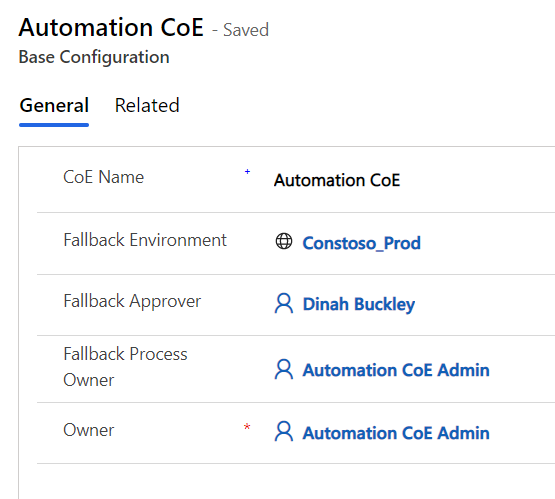 Automation CoE - Saved
Base Configuration
General Related
CoE Name + Automation CoE
Fallback Environment Constoso_Prod
Fallback Approver Dinah Buckley
Fallback Process
Owner Automation CoE Admin
Owner * Automation CoE Admin